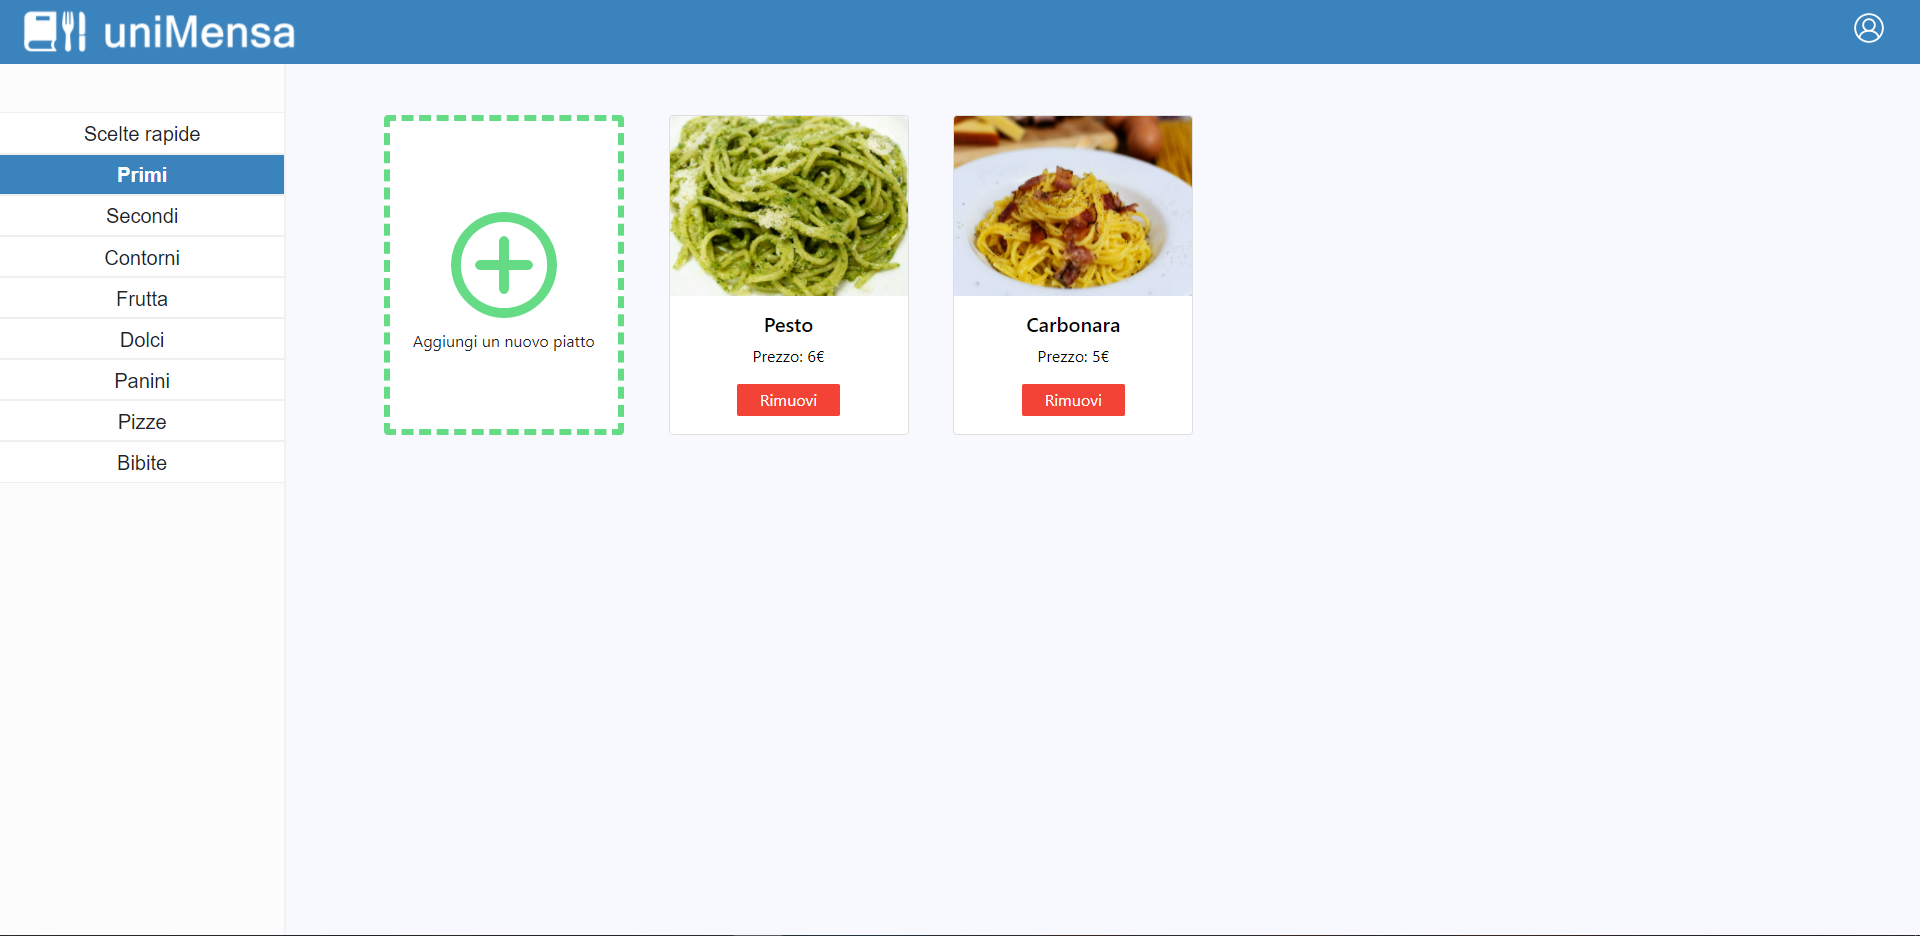 uniMensa
Scelte rapide
Primi
Secondi
Contorni
Frutta
Dolci
Panini
Pizze
Bibite
Aggiungi un nuovo piatto
Pesto
Prezzo: 6€
Rimuovi
Carbonara
Prezzo: 5€
Rimuovi